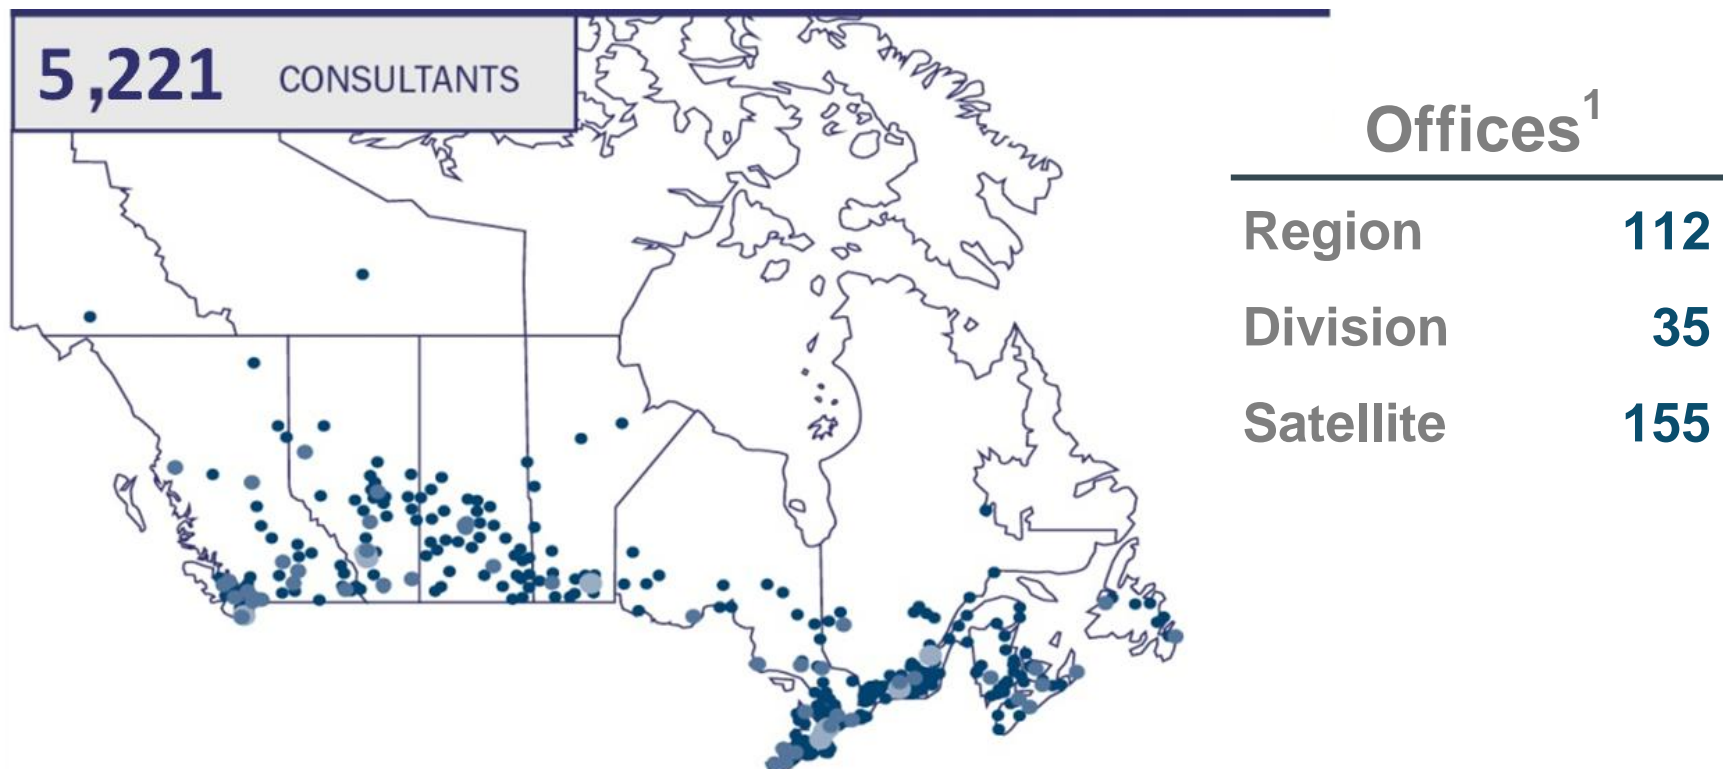 5,221 CONSULTANTS
Offices¹
Region 112
Division 35
Satellite 155